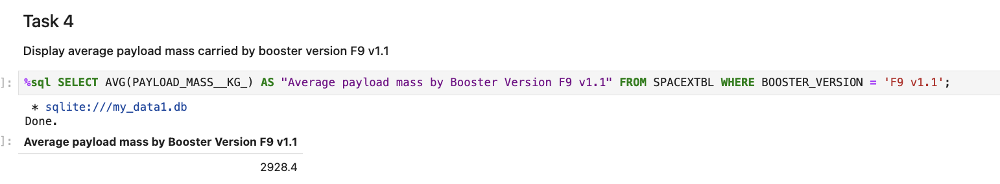 Task 4
Display average payload mass carried by booster version F9 v1.1
]: %sql SELECT AVG(PAYLOAD_MASS__KG_) AS "Average payload mass by Booster Version F9 v1.1" FROM SPACEXTBL WHERE BOOSTER_VERSION = 'F9 v1.1';
* sqlite:///my_data1.db
Done.
]: Average payload mass by Booster Version F9 v1.1
2928.4